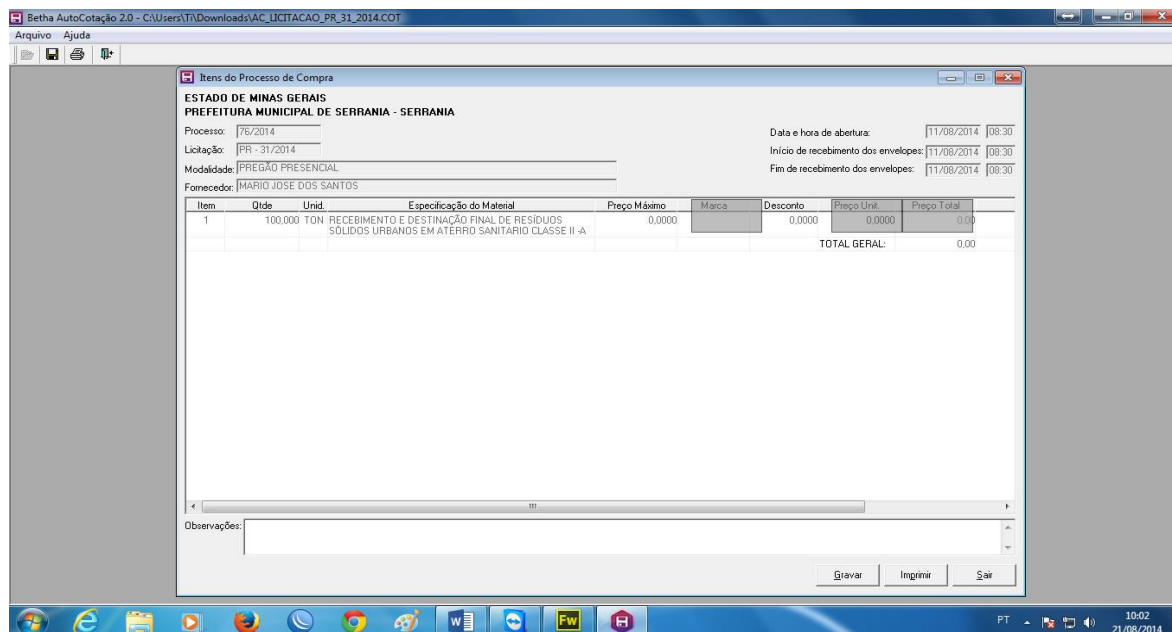 Betha AutoCotação 2.0 - C:\Users\Ti\Downloads\AC_LICITACAO_PR_31_2014.COT
Arquivo Ajuda
Itens do Processo de Compra
ESTADO DE MINAS GERAIS
PREFEITURA MUNICIPAL DE SERRANIA - SERRANIA
Processo: 76/2014 Data e hora de abertura: 11/08/2014 08:30
Licitação: PR - 31/2014 Início de recebimento dos envelopes: 11/08/2014 08:30
Modalidade: PREGÃO PRESENCIAL Fim de recebimento dos envelopes: 11/08/2014 08:30
Fornecedor: MARIO JOSE DOS SANTOS
Item Qtde Unid. Especificação do Material Preço Máximo Marca Desconto Preço Unit. Preço Total
1 100,000 TON RECEBIMENTO E DESTINAÇÃO FINAL DE RESÍDUOS 0,0000 0,0000 0,0000 0,00
SÓLIDOS URBANOS EM ATERRO SANITARIO CLASSE II -A
TOTAL GERAL: 0,00
Observações:
Gravar Imprimir Sair
Fw
PT 10:02
21/08/2014